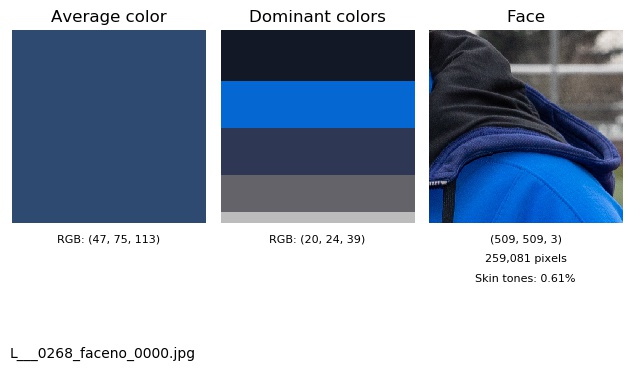 Average color
Dominant colors
Face
RGB: (47, 75, 113)
RGB: (20, 24, 39)
(509, 509, 3)
259,081 pixels
Skin tones: 0.61%
L___0268_faceno_0000.jpg